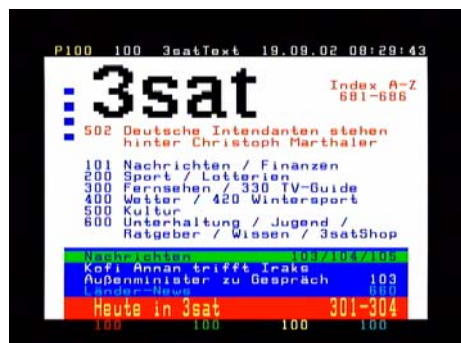 P100 100 3satText 19.09.02 08:29:43
3sat
Index A-Z
681-686
502 Deutsche Intendanten stehen
hinter Christoph Marthaler
101 Nachrichten / Finanzen
200 Sport / Lotterien
300 Fernsehen / 330 TV-Guide
400 Wetter / 420 Wintersport
500 Kultur
600 Unterhaltung / Jugend /
Ratgeber / Wissen / 3satShop
Nachrichten 103/104/105
Kofi Annan trifft Iraks
Außenminister zu Gespräch 103
Länder-News 660
Heute in 3sat 301-304
100 100 100 100